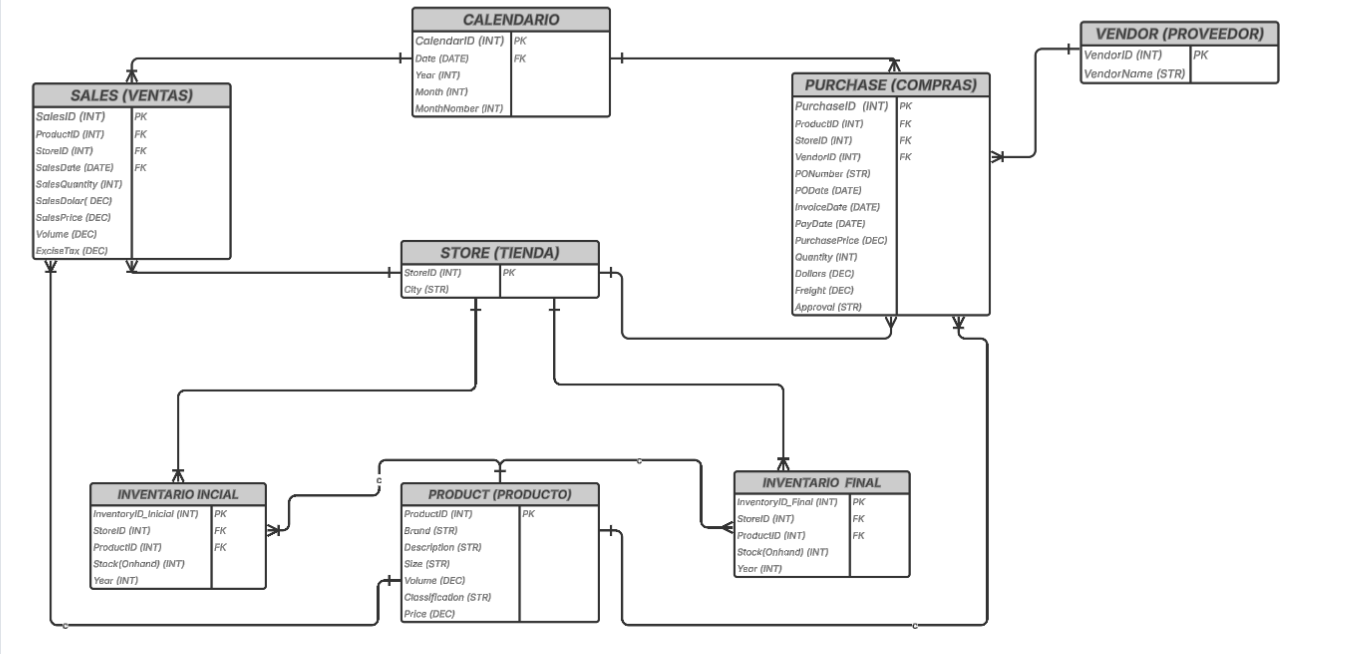 CALENDARIO
CalendarID (INT) PK
Date (DATE) FK
Year (INT)
Month (INT)
MonthNomber (INT)
VENDOR (PROVEEDOR)
VendorID (INT) PK
VendorName (STR)
SALES (VENTAS)
SalesID (INT) PK
ProductID (INT) FK
StoreID (INT) FK
SalesDate (DATE) FK
SalesQuantity (INT)
SalesDolar( DEC)
SalesPrice (DEC)
Volume (DEC)
ExciseTax (DEC)
PURCHASE (COMPRAS)
PurchaseID (INT) PK
ProductID (INT) FK
StoreID (INT) FK
VendorID (INT) FK
PONumber (STR)
PODate (DATE)
InvoiceDate (DATE)
PayDate (DATE)
PurchasePrice (DEC)
Quantity (INT)
Dollars (DEC)
Freight (DEC)
Approval (STR)
STORE (TIENDA)
StoreID (INT) PK
City (STR)
INVENTARIO INCIAL
InventoryID_Inicial (INT) PK
StoreID (INT) FK
ProductID (INT) FK
Stock(Onhand) (INT)
Year (INT)
PRODUCT (PRODUCTO)
ProductID (INT) PK
Brand (STR)
Description (STR)
Size (STR)
Volume (DEC)
Classification (STR)
Price (DEC)
INVENTARIO FINAL
InventoryID_Final (INT) PK
StoreID (INT) FK
ProductID (INT) FK
Stock(Onhand) (INT)
Year (INT)
c
c
c
c